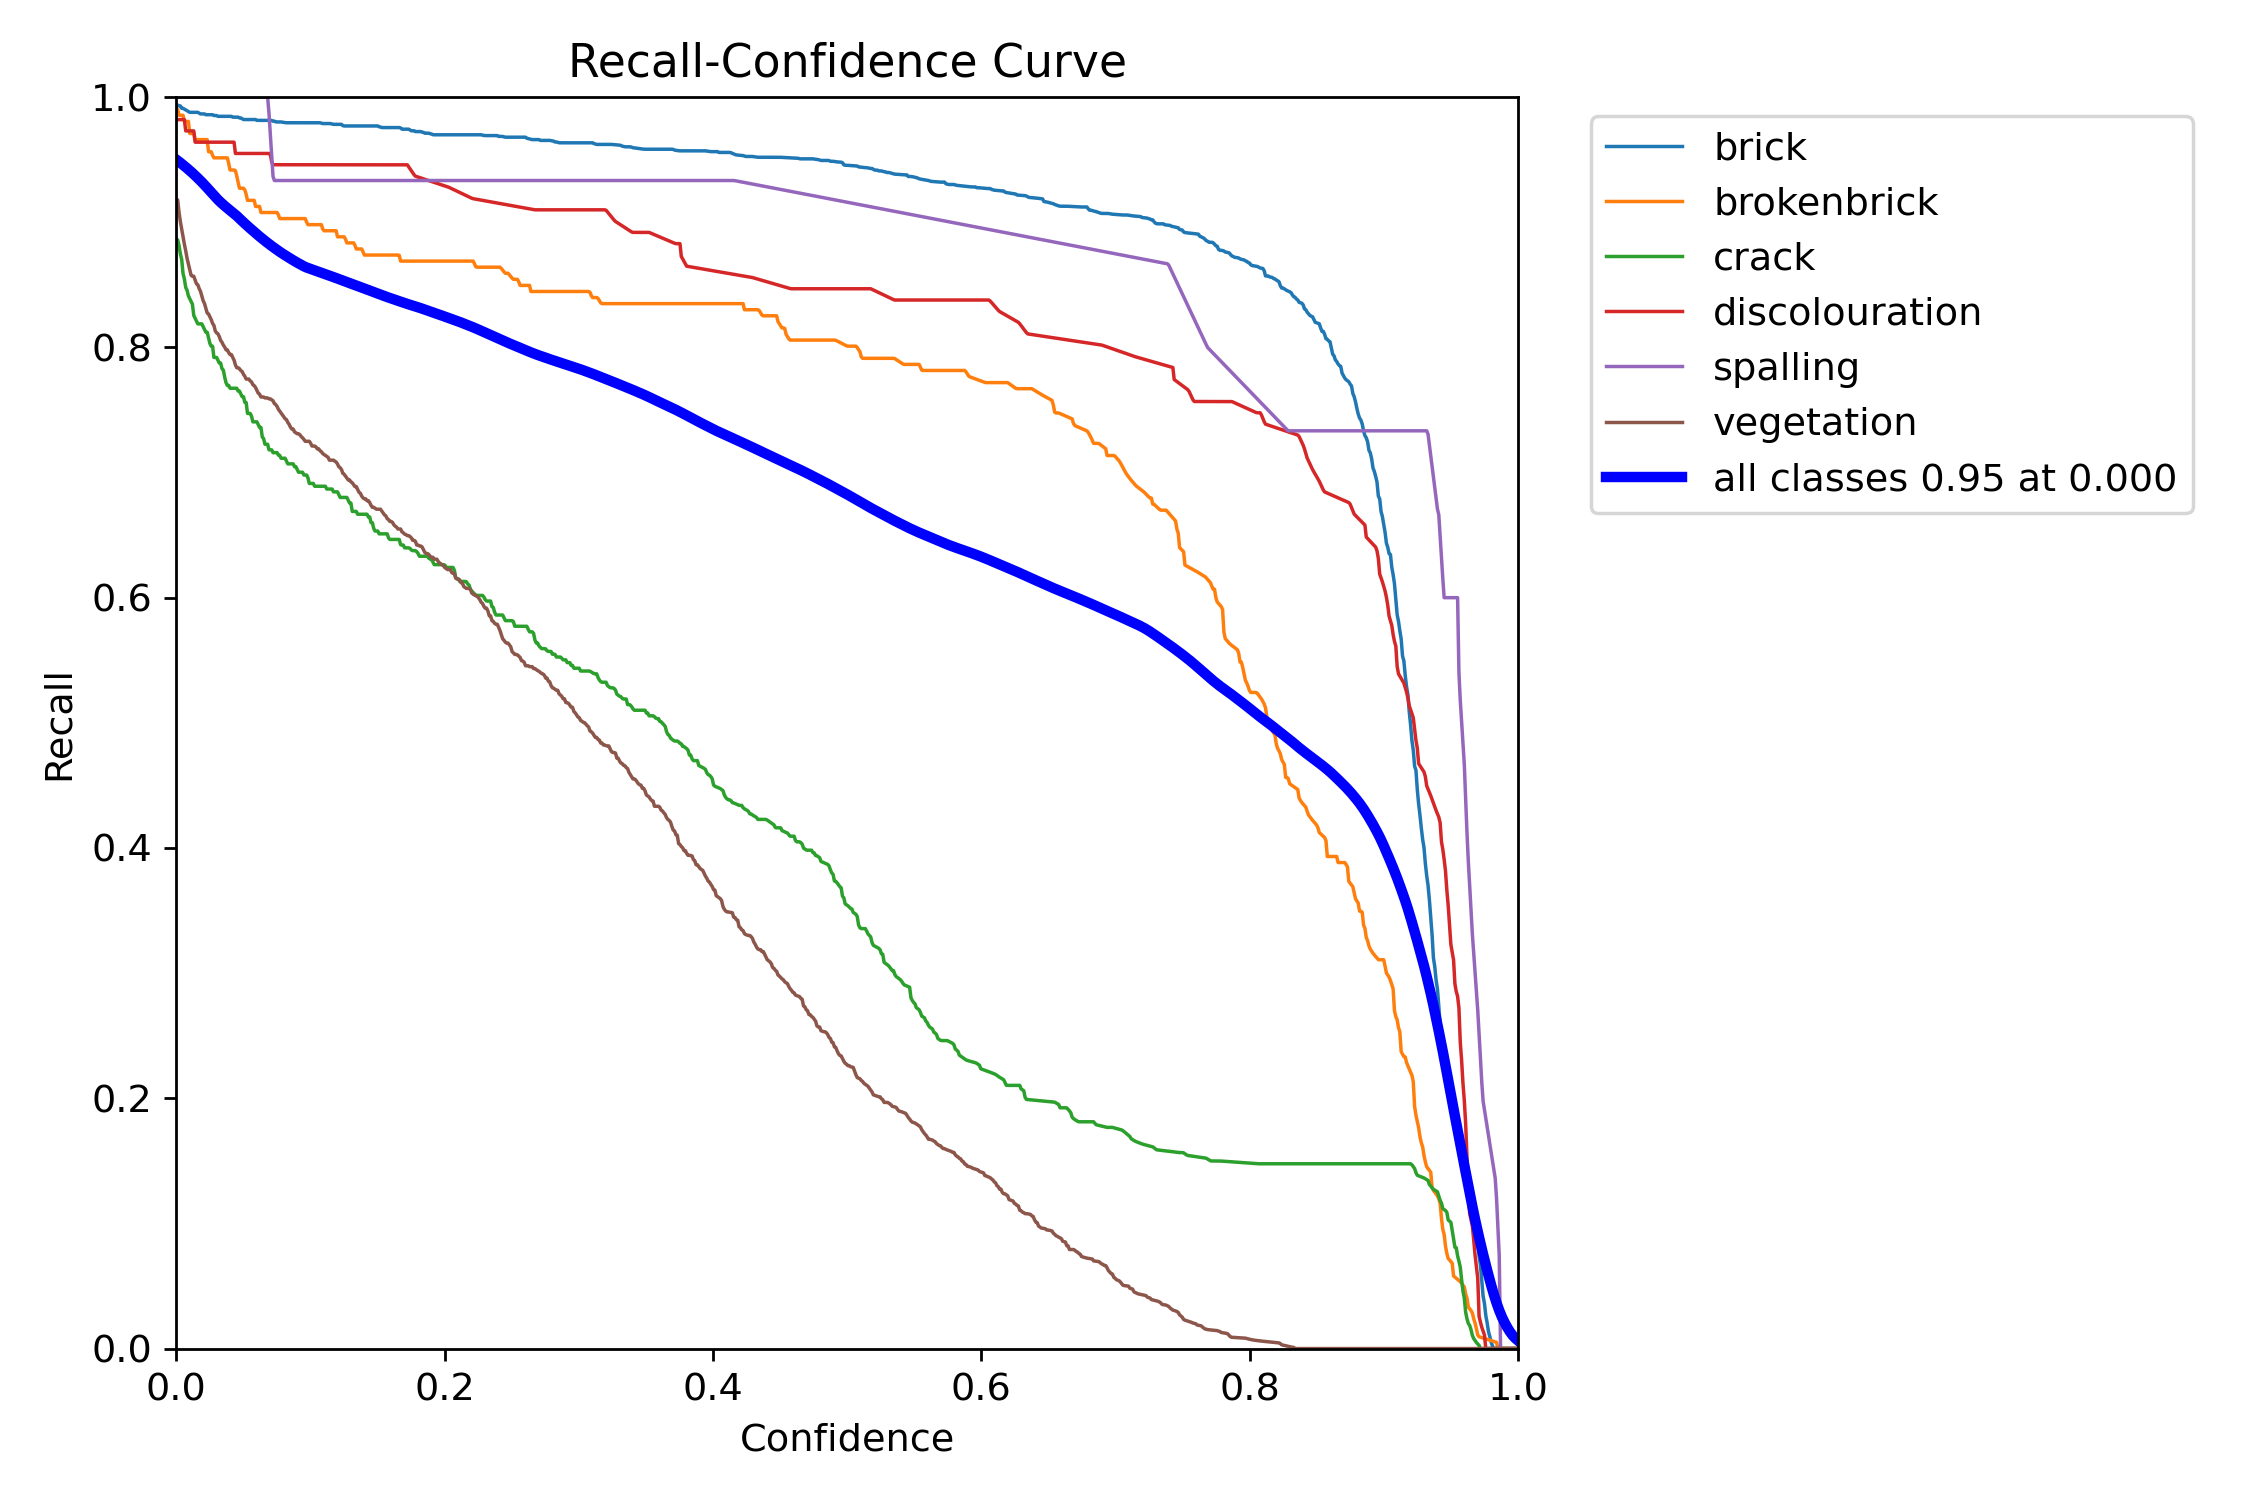 Recall-Confidence Curve
1.0
0.8
0.6
0.4
0.2
0.0
Recall
0.0 0.2 0.4 0.6 0.8 1.0
Confidence
brick
brokenbrick
crack
discolouration
spalling
vegetation
all classes 0.95 at 0.000